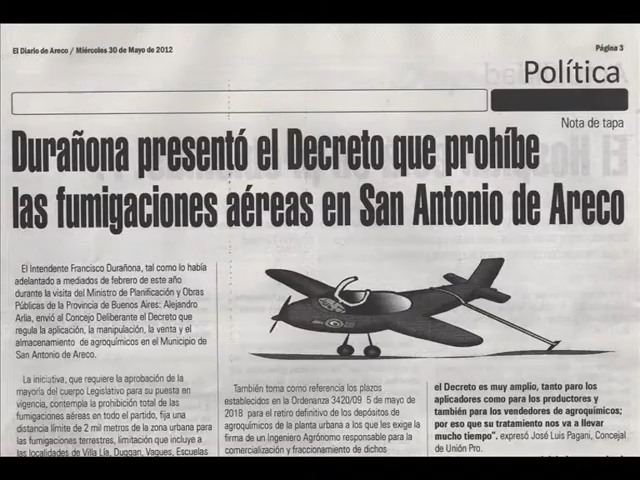 El Diario de Areco / Miércoles 30 de Mayo de 2012
Página 3
Política
Nota de tapa
Durañona presentó el Decreto que prohíbe
las fumigaciones aéreas en San Antonio de Areco
El Intendente Francisco Durañona, tal como lo había
adelantado a mediados de febrero de este año
durante la visita del Ministro de Planificación y Obras
Públicas de la Provincia de Buenos Aires: Alejandro
Arlia, envió al Concejo Deliberante el Decreto que
regula la aplicación, la manipulación, la venta y el
almacenamiento de agroquímicos en el Municipio de
San Antonio de Areco.
La iniciativa, que requiere la aprobación de la
mayoría del cuerpo Legislativo para su puesta en
vigencia, contempla la prohibición total de las
fumigaciones aéreas en todo el partido, fija una
distancia límite de 2 mil metros de la zona urbana para
las fumigaciones terrestres, limitación que incluye a
las localidades de Villa Lía, Duggan, Vagues, Escuelas
También toma como referencia los plazos
establecidos en la Ordenanza 3420/09 5 de mayo de
2018 para el retiro definitivo de los depósitos de
agroquímicos de la planta urbana a los que les exige la
firma de un Ingeniero Agrónomo responsable para la
comercialización y fraccionamiento de dichos
el Decreto es muy amplio, tanto paro los
aplicadores como para los productores y
también para los vendedores de agroquímicos;
por eso que su tratamiento nos va a llevar
mucho tiempo". expresó José Luis Pagani, Concejal
de Unión Pro.